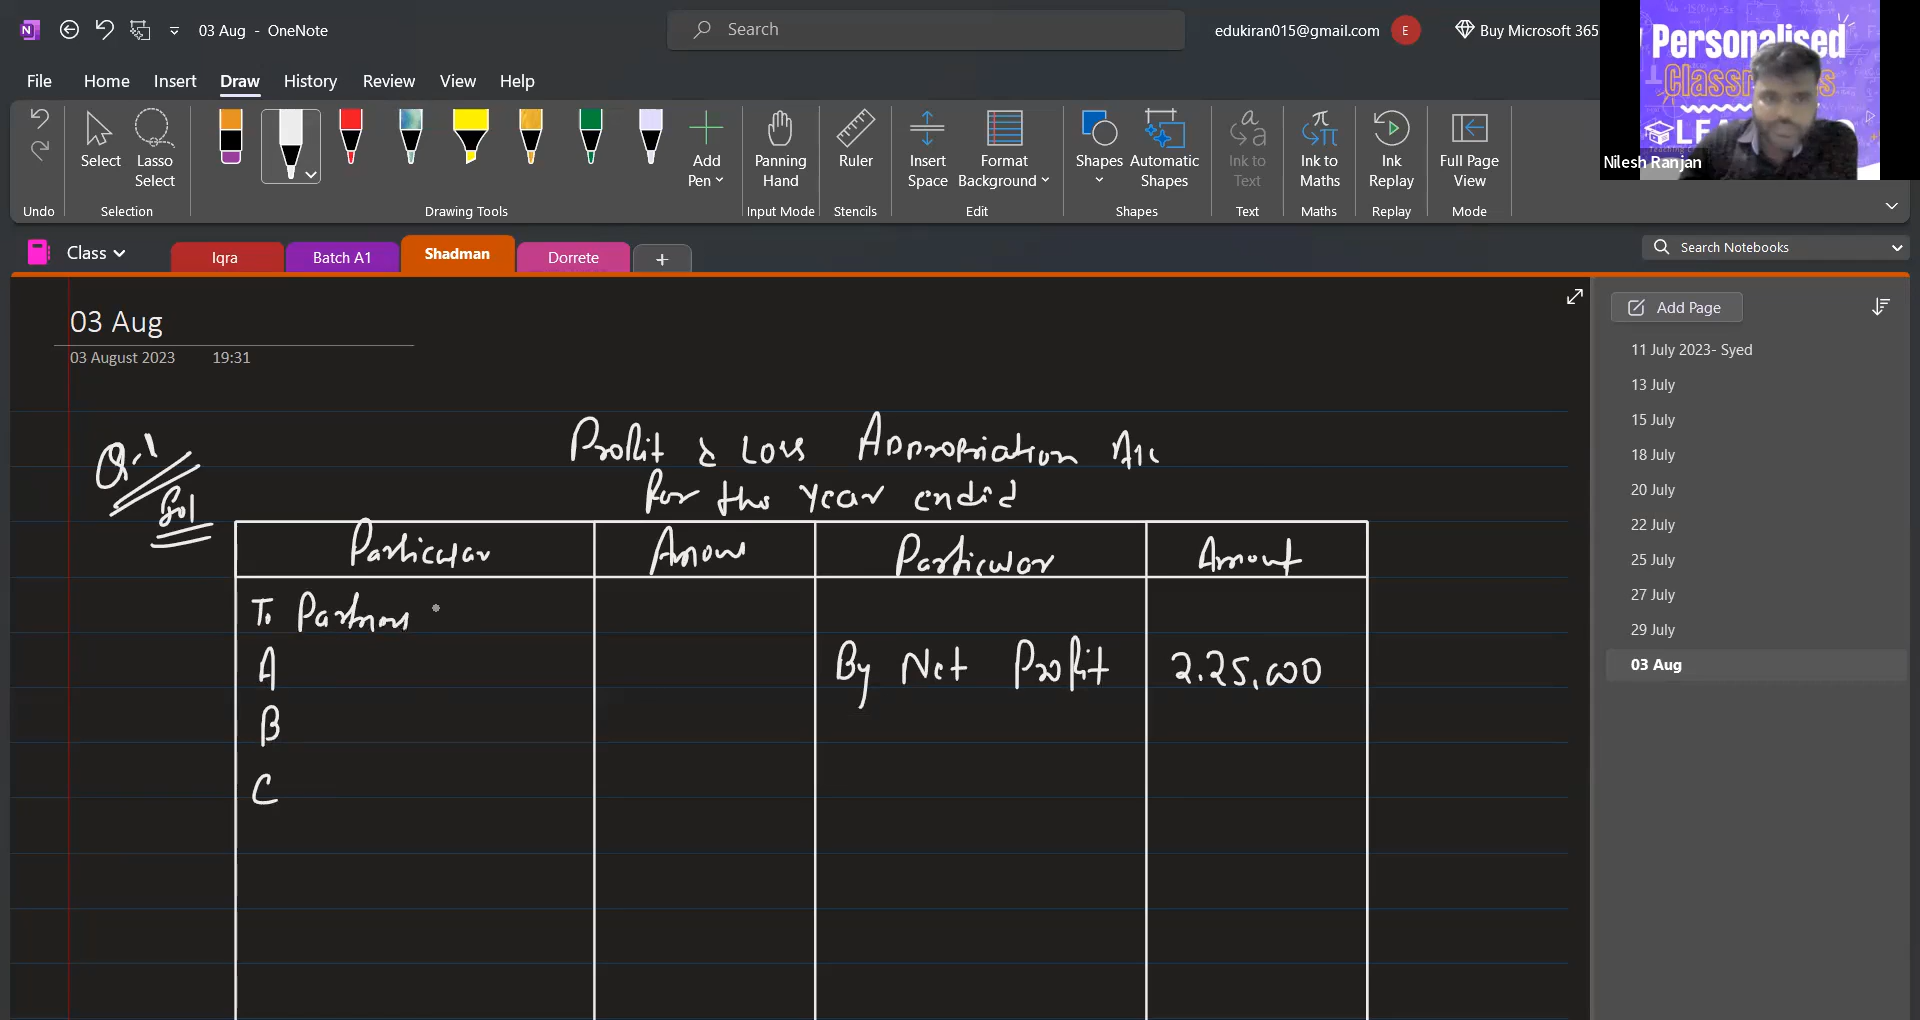 03 Aug - OneNote
Search
edukiran015@gmail.com E
Buy Microsoft 365
File Home Insert Draw History Review View Help
Select
Lasso Select
Add Pen
Panning Hand
Ruler
Insert Space
Format Background
Shapes
Automatic Shapes
Ink to Text
Ink to Maths
Ink Replay
Full Page View
Undo
Selection
Drawing Tools
Input Mode
Stencils
Edit
Shapes
Text
Maths
Replay
Mode
Personalised
Nilesh Ranjan
Class
Iqra
Batch A1
Shadman
Dorrete
+
Search Notebooks
03 Aug
03 August 2023 19:31
Add Page
11 July 2023- Syed
13 July
15 July
18 July
20 July
22 July
25 July
27 July
29 July
03 Aug
Q.1
Sol
Profit & Loss Appropriation A/c
for the year ended
Particular Amoun Particular Amount
To Partners
A
By Net Profit 2.25,000
B
C